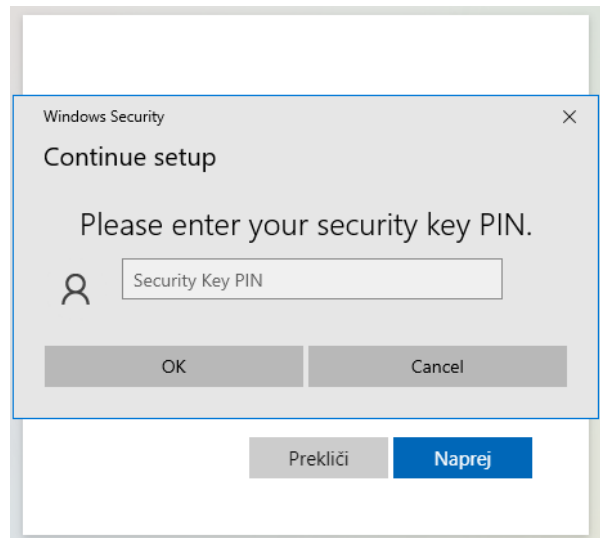 Windows Security
Continue setup
Please enter your security key PIN.
Security Key PIN
OK Cancel
Prekliči Naprej